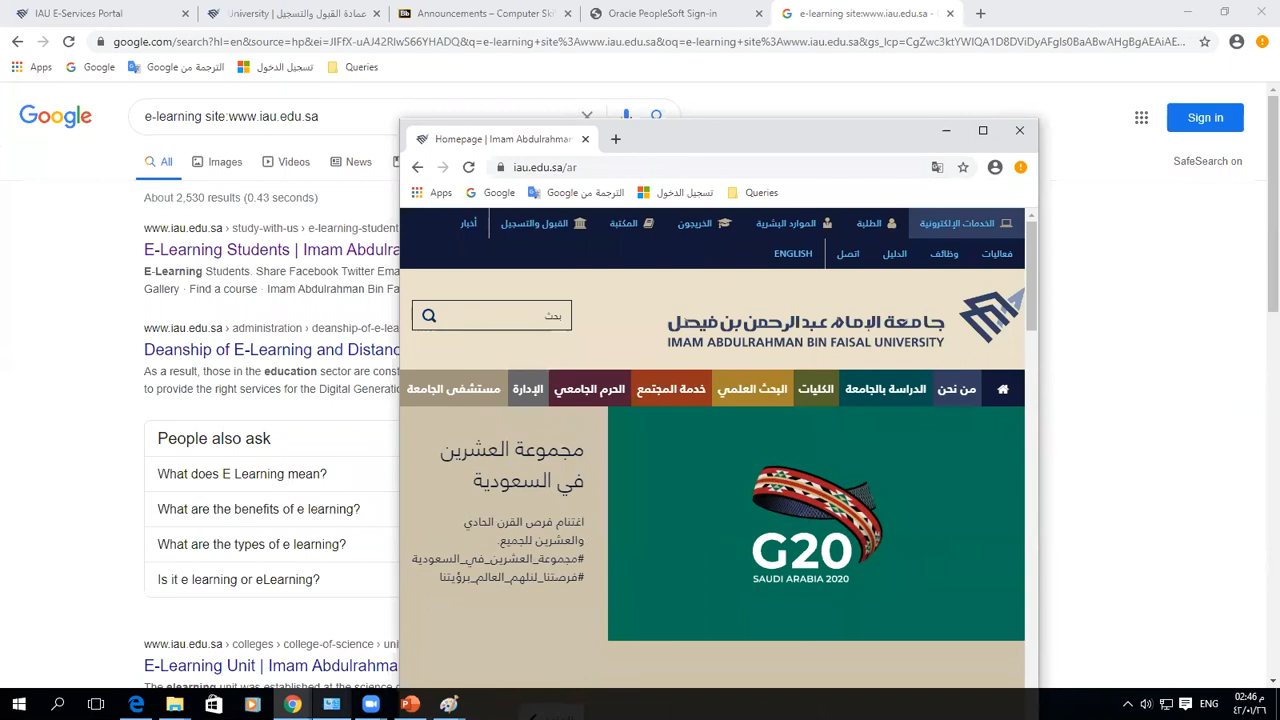 IAU E-Services Portal
University | عمادة القبول والتسجيل
Announcements – Computer Ski
Oracle PeopleSoft Sign-in
e-learning site:www.iau.edu.sa - G
Apps
Google
الترجمة من Google
تسجيل الدخول
Queries
Google
e-learning site:www.iau.edu.sa
Sign in
All
Images
Videos
News
SafeSearch on
About 2,530 results (0.43 seconds)
www.iau.edu.sa › study-with-us › e-learning-student
E-Learning Students | Imam Abdulra
E-Learning Students. Share Facebook Twitter Ema
Gallery · Find a course · Imam Abdulrahman Bin Fa
www.iau.edu.sa › administration › deanship-of-e-lea
Deanship of E-Learning and Distanc
As a result, those in the education sector are const
to provide the right services for the Digital Generatio
People also ask
What does E Learning mean?
What are the benefits of e learning?
What are the types of e learning?
Is it e learning or eLearning?
www.iau.edu.sa › colleges › college-of-science › uni
E-Learning Unit | Imam Abdulrahma
The elearning unit was established at the science c
Homepage | Imam Abdulrahman
iau.edu.sa/ar
Apps
Google
الترجمة من Google
تسجيل الدخول
Queries
الخدمات الإلكترونية
الطلبة
الموارد البشرية
الخريجون
المكتبة
القبول والتسجيل
أخبار
فعاليات
وظائف
الدليل
اتصل
ENGLISH
بحث
جامعة الإمام عبدالرحمن بن فيصل
IMAM ABDULRAHMAN BIN FAISAL UNIVERSITY
من نحن
الدراسة بالجامعة
الكليات
البحث العلمي
خدمة المجتمع
الحرم الجامعي
الإدارة
مستشفى الجامعة
مجموعة العشرين
في السعودية
اغتنام فرص القرن الحادي
والعشرين للجميع.
#مجموعة_العشرين_في_السعودية
#فرصتنا_لنلهم_العالم_برؤيتنا
G20
SAUDI ARABIA 2020
ENG
02:46 م